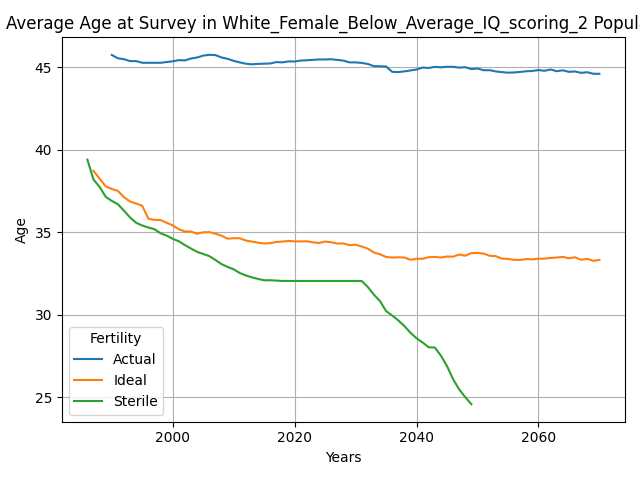 Average Age at Survey in White_Female_Below_Average_IQ_scoring_2 Popul
45
40
35
30
25
Age
Fertility
Actual
Ideal
Sterile
2000 2020 2040 2060
Years